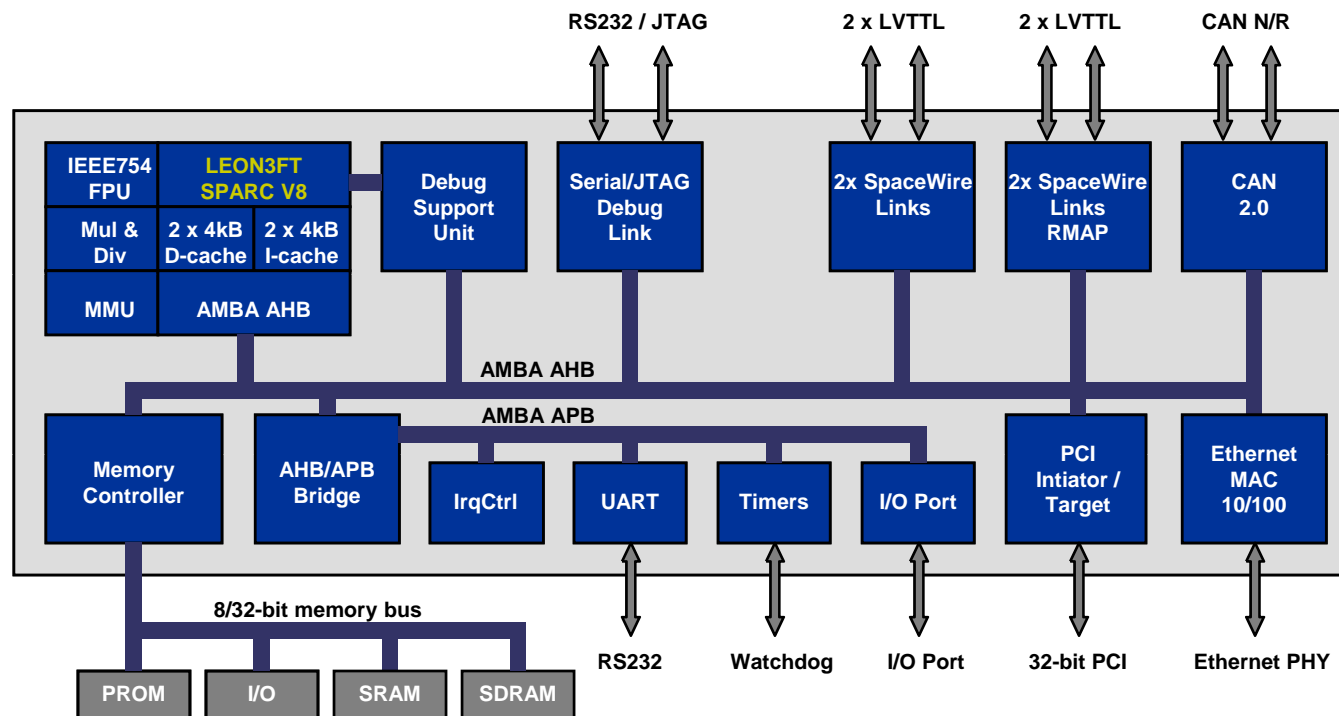 RS232 / JTAG
2 x LVTTL
2 x LVTTL
CAN N/R
IEEE754
FPU
LEON3FT
SPARC V8
Mul &
Div
2 x 4kB
D-cache
2 x 4kB
I-cache
MMU
AMBA AHB
Debug
Support
Unit
Serial/JTAG
Debug
Link
2x SpaceWire
Links
2x SpaceWire
Links
RMAP
CAN
2.0
AMBA AHB
AMBA APB
Memory
Controller
AHB/APB
Bridge
IrqCtrl
UART
Timers
I/O Port
PCI
Intiator /
Target
Ethernet
MAC
10/100
8/32-bit memory bus
RS232
Watchdog
I/O Port
32-bit PCI
Ethernet PHY
PROM
I/O
SRAM
SDRAM